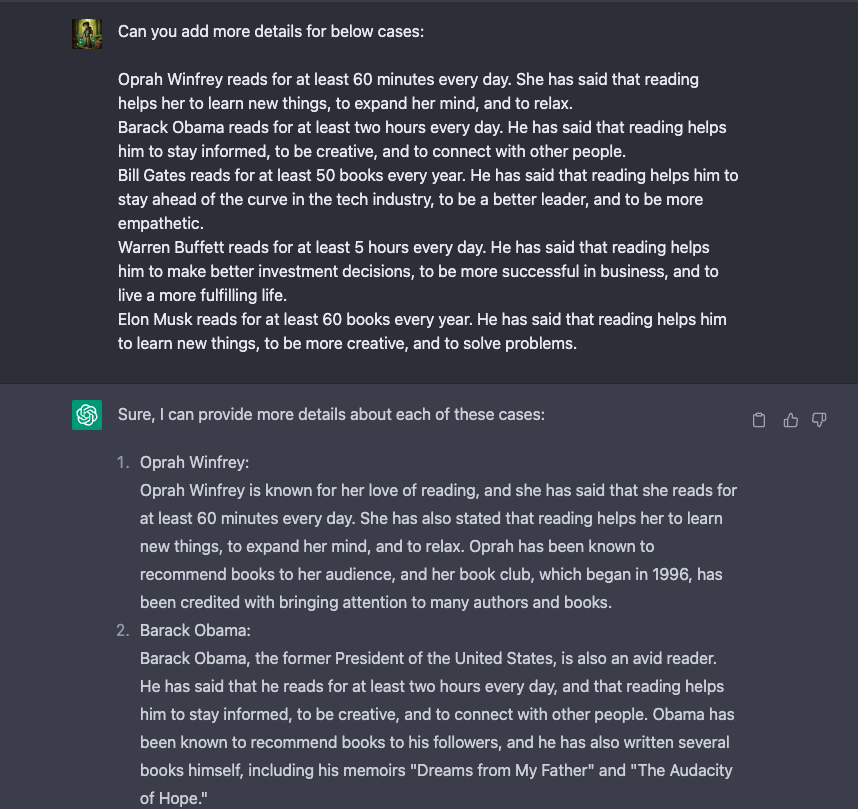 Can you add more details for below cases:
Oprah Winfrey reads for at least 60 minutes every day. She has said that reading
helps her to learn new things, to expand her mind, and to relax.
Barack Obama reads for at least two hours every day. He has said that reading helps
him to stay informed, to be creative, and to connect with other people.
Bill Gates reads for at least 50 books every year. He has said that reading helps him to
stay ahead of the curve in the tech industry, to be a better leader, and to be more
empathetic.
Warren Buffett reads for at least 5 hours every day. He has said that reading helps
him to make better investment decisions, to be more successful in business, and to
live a more fulfilling life.
Elon Musk reads for at least 60 books every year. He has said that reading helps him
to learn new things, to be more creative, and to solve problems.
Sure, I can provide more details about each of these cases:
1. Oprah Winfrey:
Oprah Winfrey is known for her love of reading, and she has said that she reads for
at least 60 minutes every day. She has also stated that reading helps her to learn
new things, to expand her mind, and to relax. Oprah has been known to
recommend books to her audience, and her book club, which began in 1996, has
been credited with bringing attention to many authors and books.
2. Barack Obama:
Barack Obama, the former President of the United States, is also an avid reader.
He has said that he reads for at least two hours every day, and that reading helps
him to stay informed, to be creative, and to connect with other people. Obama has
been known to recommend books to his followers, and he has also written several
books himself, including his memoirs "Dreams from My Father" and "The Audacity
of Hope."